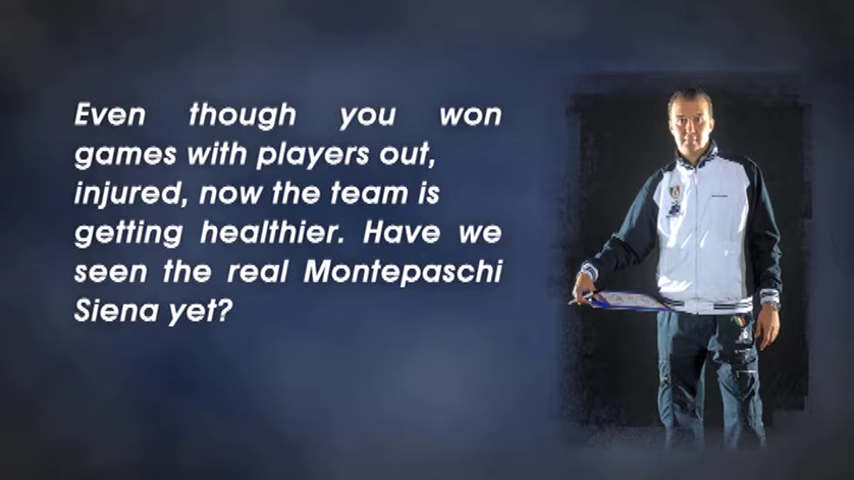 Even though you won
games with players out,
injured, now the team is
getting healthier. Have we
seen the real Montepaschi
Siena yet?